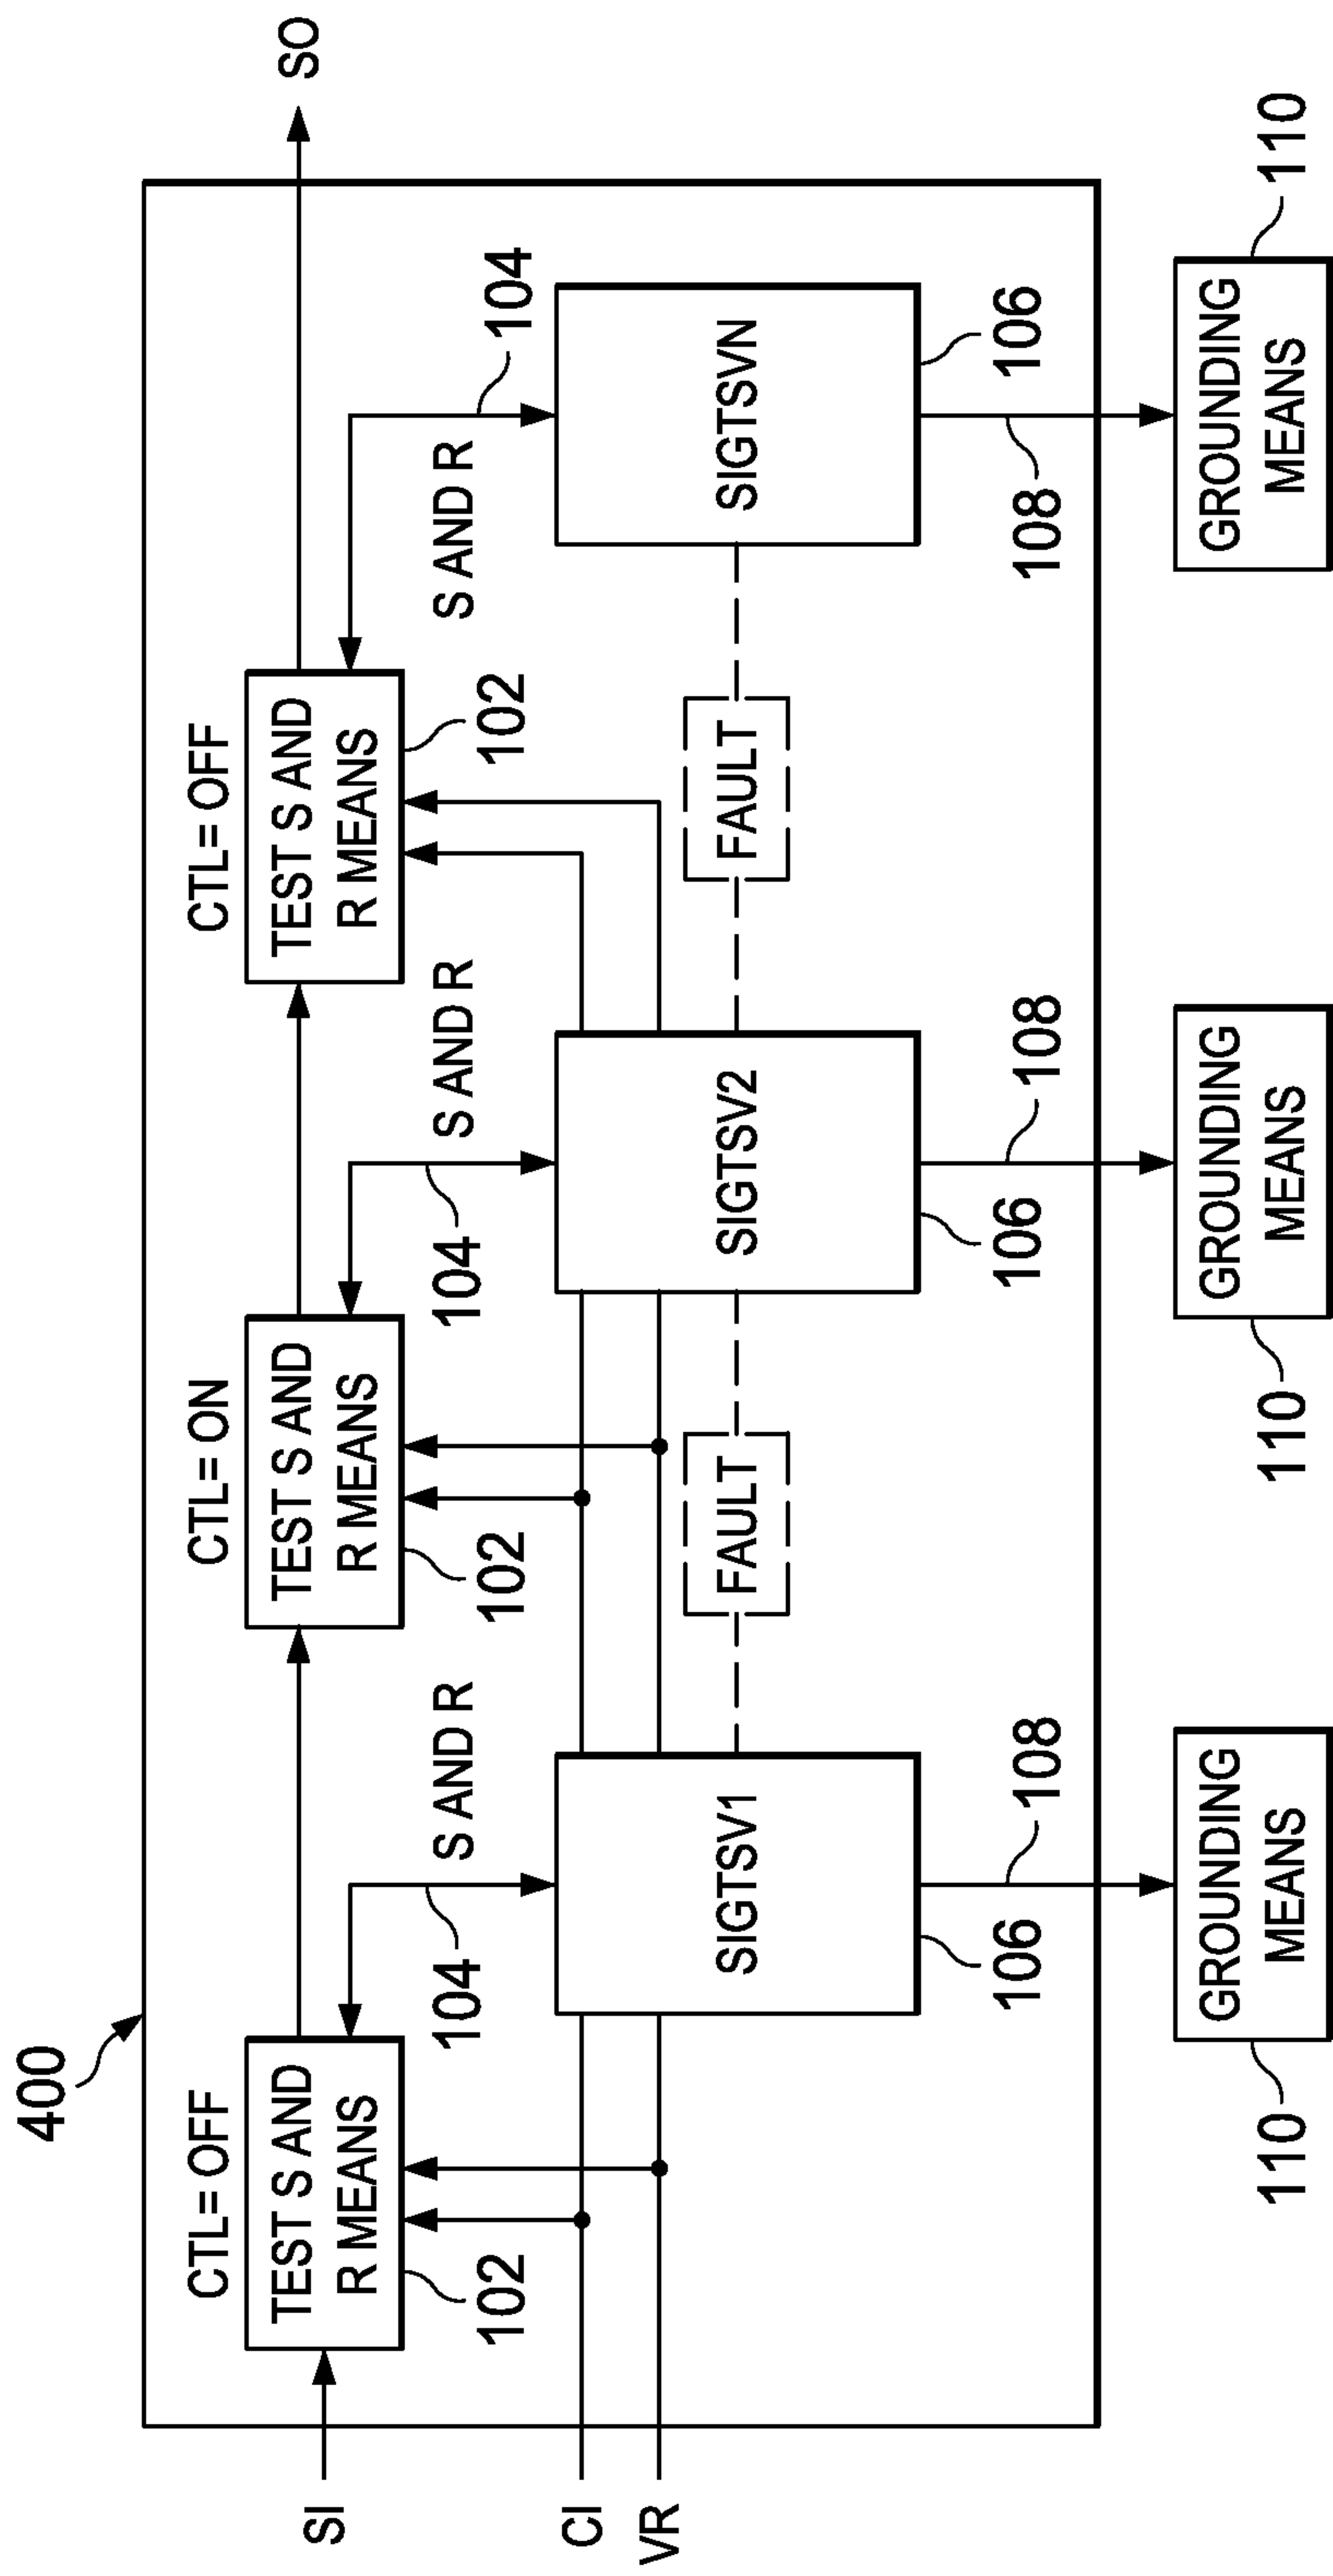 400
CTL= OFF
CTL= ON
CTL= OFF
SI
TEST S AND
R MEANS
TEST S AND
R MEANS
TEST S AND
R MEANS
SO
102
102
102
104
S AND R
104
S AND R
S AND R
104
CI
VR
SIGTSV1
FAULT
SIGTSV2
FAULT
SIGTSVN
106
108
106
108
108
106
110
GROUNDING
MEANS
110
GROUNDING
MEANS
GROUNDING
MEANS
110